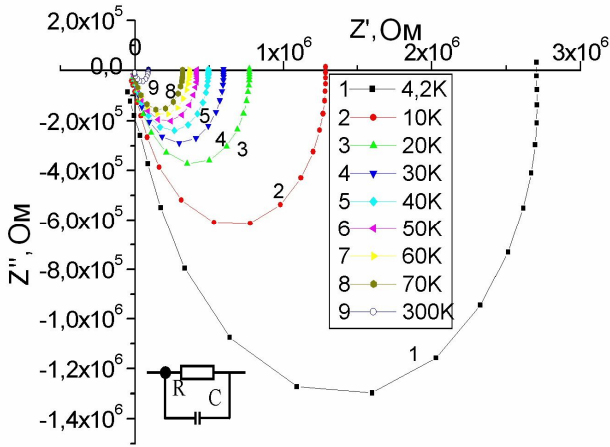 Z',Ом
0 1x10⁶ 2x10⁶ 3x10⁶
2,0x10⁵
0,0
-2,0x10⁵
-4,0x10⁵
-6,0x10⁵
-8,0x10⁵
-1,0x10⁶
-1,2x10⁶
-1,4x10⁶
Z'', Ом
9 8
5
4
3
2
1
1 4,2K
2 10K
3 20K
4 30K
5 40K
6 50K
7 60K
8 70K
9 300K
R
C